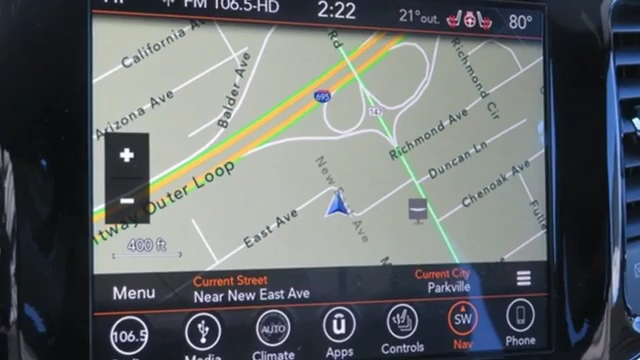 FM 106.5-HD 2:22 21° out. 80°
California Ave
Rd
Richmond Cir
Balder Ave
Arizona Ave
695
147
Richmond Ave
Duncan Ln
Chenoak Ave
Outer Loop
New
Ave
East Ave
+
−
400 ft
Menu
Current Street
Near New East Ave
Current City
Parkville
106.5
AUTO
SW
Media
Climate
Apps
Controls
Nav
Phone